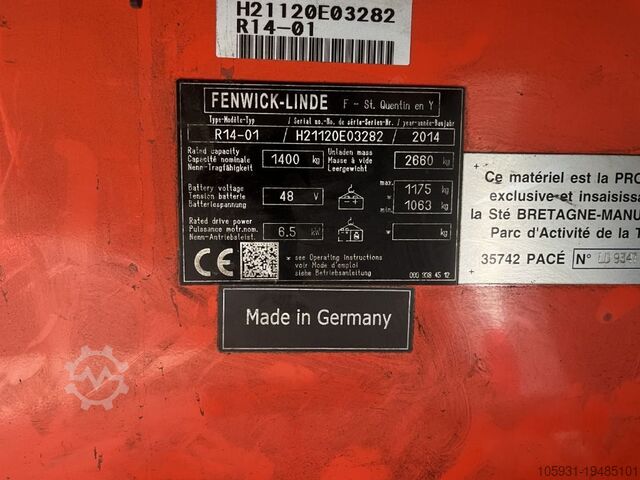 H21120E03282
R14-01
FENWICK-LINDE F - St. Quentin en Y
Type-Modèle-Typ / Serial no.-No. de série-Serien-Nr. / year-année-Baujahr
R14-01 / H21120E03282 / 2014
Rated capacity
Capacité nominale 1400 kg
Nenn-Tragfähigkeit
Unladen mass
Masse à vide 2660 kg
Leergewicht
Battery voltage
Tension batterie 48 V
Batteriespannung
max 1175 kg
*
min 1063 kg
Rated drive power
Puissance motr.nom. 6.5 kW
Nenn-Antriebsleist.
* kg
CE
* see Operating Instructions
voir Mode d'emploi
siehe Betriebsanleitung
000 938 45 12
Made in Germany
Ce matériel est la PRO
exclusive et insaisissa
la Sté BRETAGNE-MANU
Parc d'Activité de la T
35742 PACÉ N°
105931-19485101